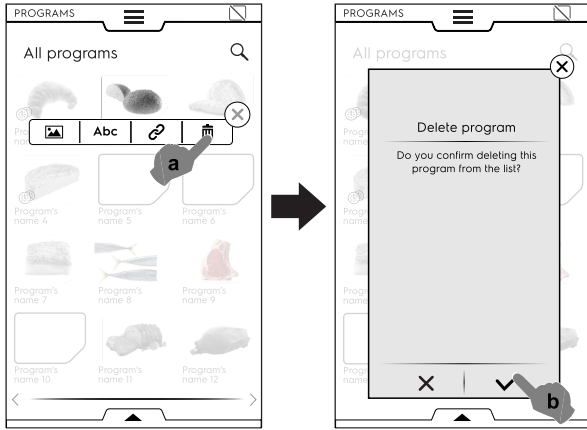 PROGRAMS
All programs
Abc
a
Program's
name 4
Program's
name 5
Program's
name 6
Program's
name 7
Program's
name 8
Program's
name 9
Program's
name 10
Program's
name 11
Program's
name 12
PROGRAMS
All programs
Delete program
Do you confirm deleting this
program from the list?
b